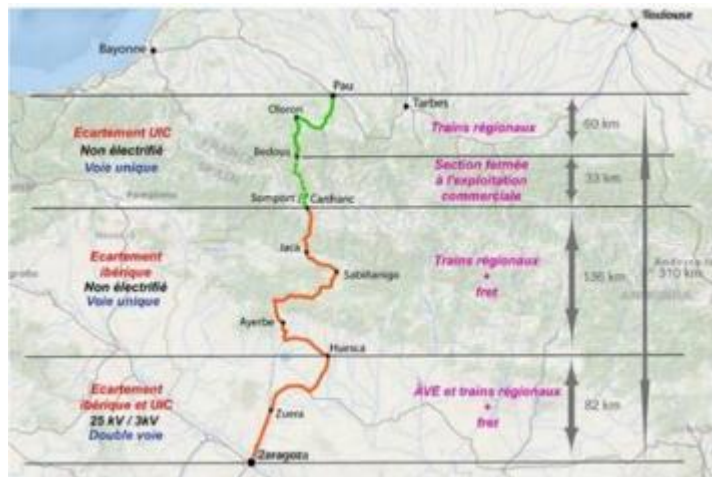 Toulouse
Bayonne
Pau
Tarbes
Oloron
Ecartement UIC
Non électrifié
Voie unique
Trains régionaux
60 km
Bedous
Section fermée
à l'exploitation
commerciale
33 km
Somport
Canfranc
Jaca
Sabiñanigo
Ecartement
ibérique
Non électrifié
Voie unique
Trains régionaux
+
fret
136 km
310 km
Ayerbe
Huesca
Ecartement
ibérique et UIC
25 kV / 3kV
Double voie
AVE et trains régionaux
+
fret
82 km
Zuera
Zaragoza